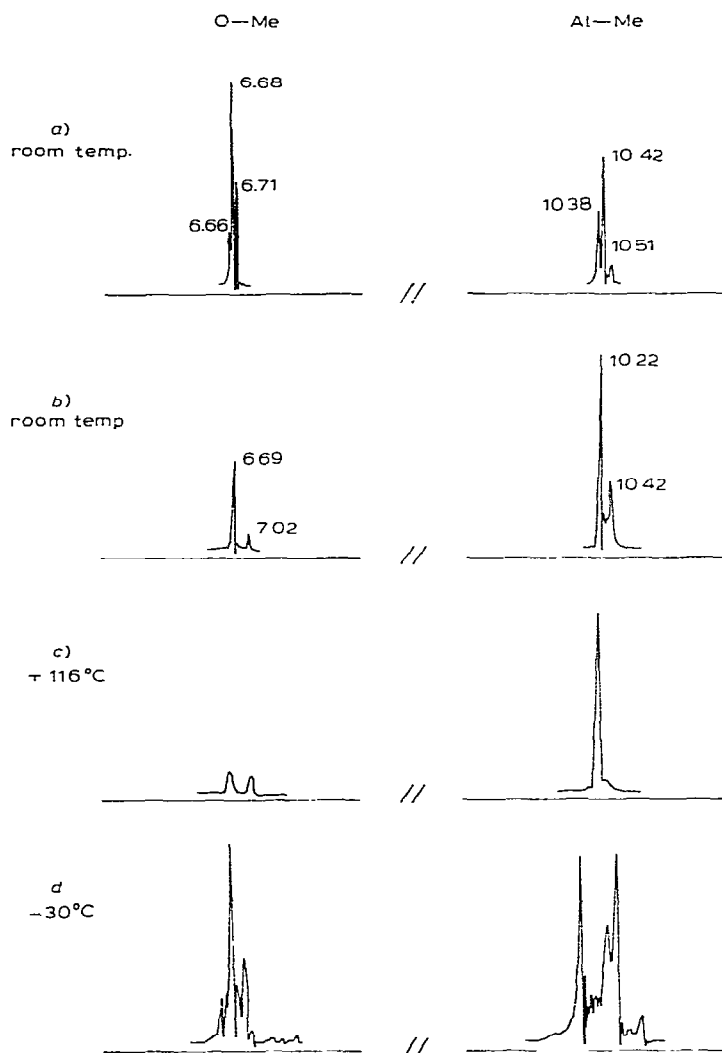 O—Me Al—Me
a)
room temp.
6.68
6.71
6.66
10 42
10 38
10 51
//
b)
room temp
6 69
7 02
10 22
10 42
//
c)
+ 116°C
//
d
−30°C
//